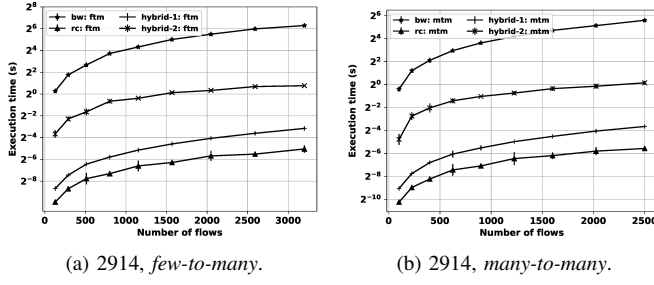 bw: ftm
rc: ftm
hybrid-1: ftm
hybrid-2: ftm
Execution time (s)
2^8
2^6
2^4
2^2
2^0
2^−2
2^−4
2^−6
2^−8
0 500 1000 1500 2000 2500 3000
Number of flows
(a) 2914, few-to-many.
bw: mtm
rc: mtm
hybrid-1: mtm
hybrid-2: mtm
Execution time (s)
2^6
2^4
2^2
2^0
2^−2
2^−4
2^−6
2^−8
2^−10
0 500 1000 1500 2000 2500
Number of flows
(b) 2914, many-to-many.